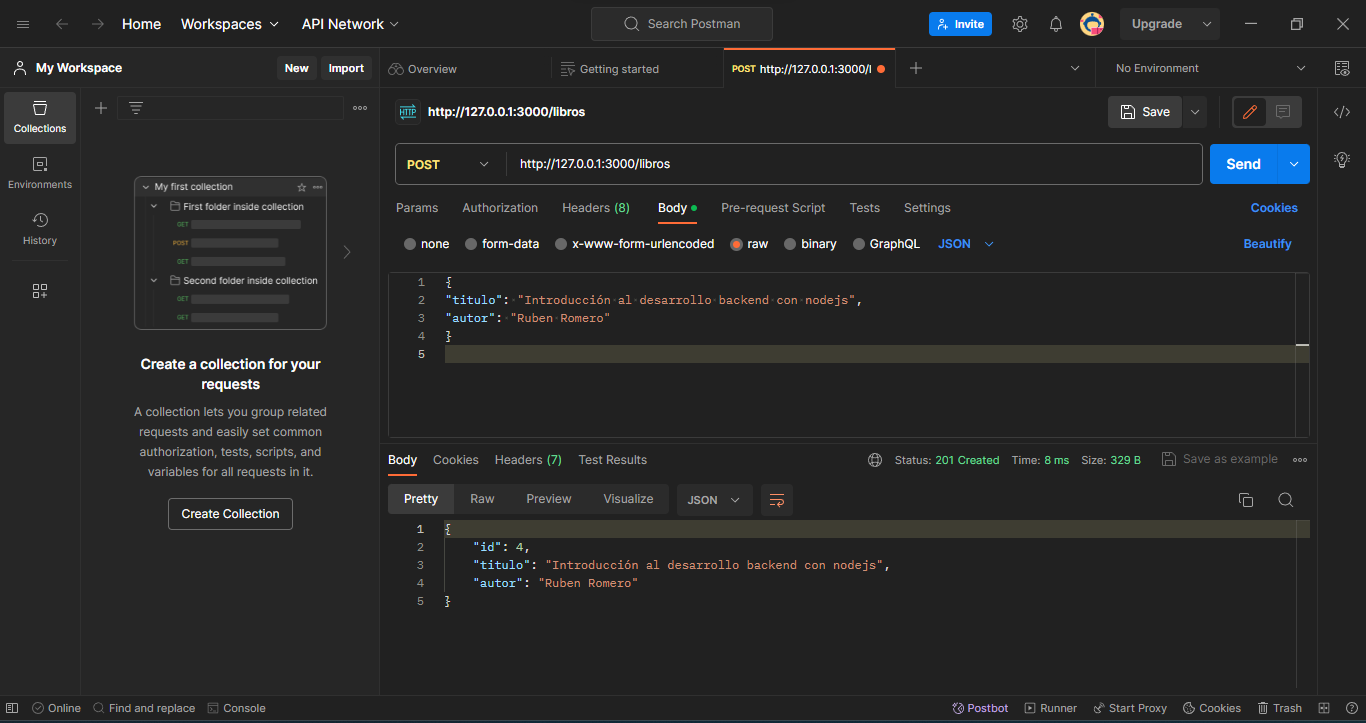 Home Workspaces API Network Search Postman Invite Upgrade
My Workspace New Import Overview Getting started POST http://127.0.0.1:3000/l No Environment
Collections
Environments
History
My first collection
First folder inside collection
GET
POST
GET
Second folder inside collection
GET
GET
Create a collection for your
requests
A collection lets you group related
requests and easily set common
authorization, tests, scripts, and
variables for all requests in it.
Create Collection
HTTP http://127.0.0.1:3000/libros Save
POST http://127.0.0.1:3000/libros Send
Params Authorization Headers (8) Body Pre-request Script Tests Settings Cookies
none form-data x-www-form-urlencoded raw binary GraphQL JSON Beautify
1 {
2 "titulo": "Introducción al desarrollo backend con nodejs",
3 "autor": "Ruben Romero"
4 }
5
Body Cookies Headers (7) Test Results Status: 201 Created Time: 8 ms Size: 329 B Save as example
Pretty Raw Preview Visualize JSON
1 {
2 "id": 4,
3 "titulo": "Introducción al desarrollo backend con nodejs",
4 "autor": "Ruben Romero"
5 }
Online Find and replace Console Postbot Runner Start Proxy Cookies Trash